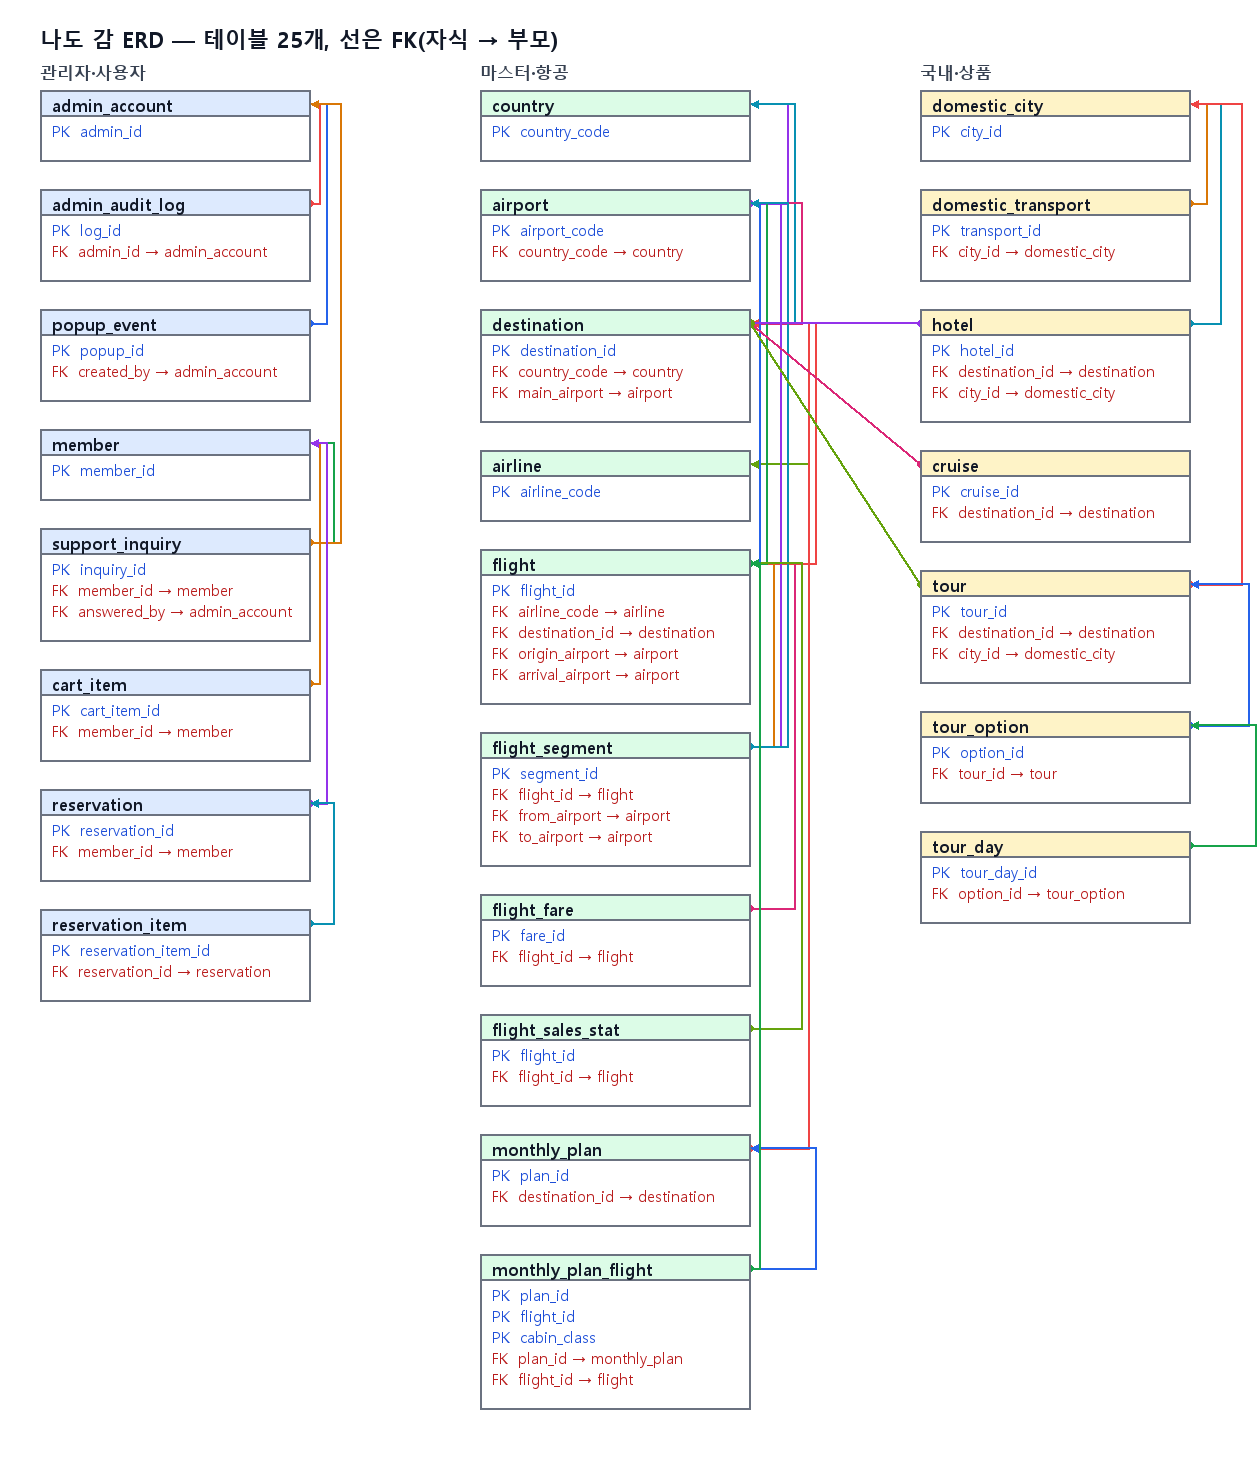 나도 감 ERD — 테이블 25개, 선은 FK(자식 → 부모)
관리자·사용자
admin_account
PK admin_id
admin_audit_log
PK log_id
FK admin_id → admin_account
popup_event
PK popup_id
FK created_by → admin_account
member
PK member_id
support_inquiry
PK inquiry_id
FK member_id → member
FK answered_by → admin_account
cart_item
PK cart_item_id
FK member_id → member
reservation
PK reservation_id
FK member_id → member
reservation_item
PK reservation_item_id
FK reservation_id → reservation
마스터·항공
country
PK country_code
airport
PK airport_code
FK country_code → country
destination
PK destination_id
FK country_code → country
FK main_airport → airport
airline
PK airline_code
flight
PK flight_id
FK airline_code → airline
FK destination_id → destination
FK origin_airport → airport
FK arrival_airport → airport
flight_segment
PK segment_id
FK flight_id → flight
FK from_airport → airport
FK to_airport → airport
flight_fare
PK fare_id
FK flight_id → flight
flight_sales_stat
PK flight_id
FK flight_id → flight
monthly_plan
PK plan_id
FK destination_id → destination
monthly_plan_flight
PK plan_id
PK flight_id
PK cabin_class
FK plan_id → monthly_plan
FK flight_id → flight
국내·상품
domestic_city
PK city_id
domestic_transport
PK transport_id
FK city_id → domestic_city
hotel
PK hotel_id
FK destination_id → destination
FK city_id → domestic_city
cruise
PK cruise_id
FK destination_id → destination
tour
PK tour_id
FK destination_id → destination
FK city_id → domestic_city
tour_option
PK option_id
FK tour_id → tour
tour_day
PK tour_day_id
FK option_id → tour_option